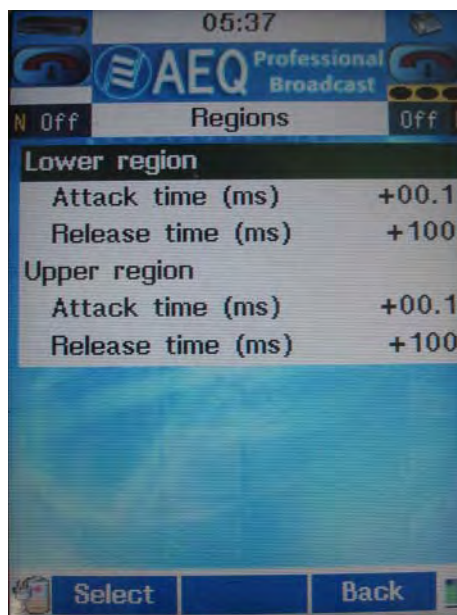 05:37
AEQ Professional Broadcast
N Off Regions Off
Lower region
Attack time (ms) +00.1
Release time (ms) +100
Upper region
Attack time (ms) +00.1
Release time (ms) +100
Select Back